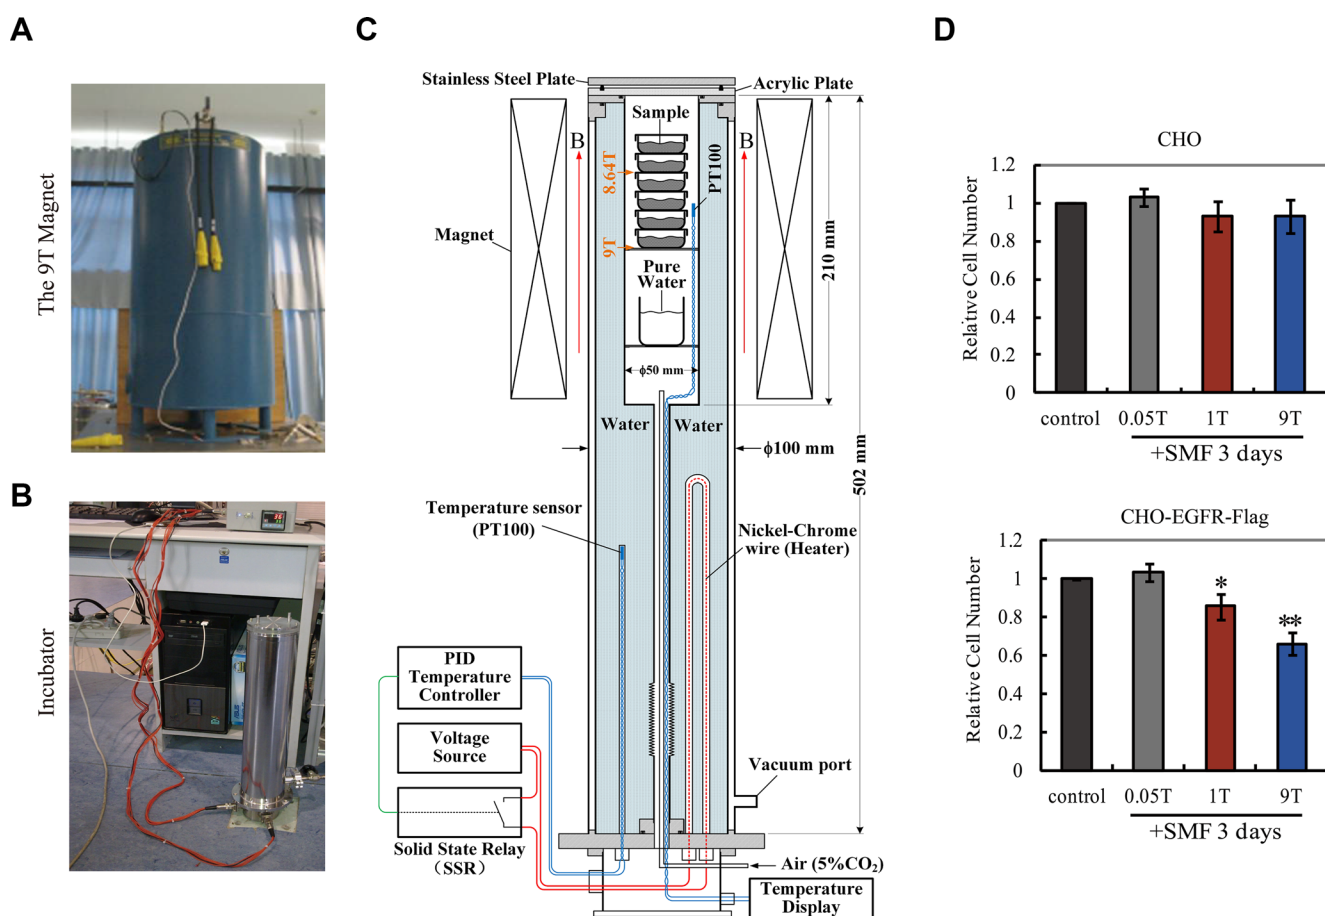 A
The 9T Magnet
B
Incubator
C
Stainless Steel Plate
Acrylic Plate
Sample
B
B
8.64T
PT100
Magnet
9T
Pure
Water
210 mm
ϕ50 mm
Water
Water
ϕ100 mm
502 mm
Temperature sensor
(PT100)
Nickel-Chrome
wire (Heater)
PID
Temperature
Controller
Voltage
Source
Vacuum port
Solid State Relay
(SSR)
Air (5%CO₂)
Temperature
Display
D
CHO
Relative Cell Number
1.2
1
0.8
0.6
0.4
0.2
0
control
0.05T
1T
9T
+SMF 3 days
CHO-EGFR-Flag
Relative Cell Number
1.2
1
0.8
0.6
0.4
0.2
0
*
**
control
0.05T
1T
9T
+SMF 3 days